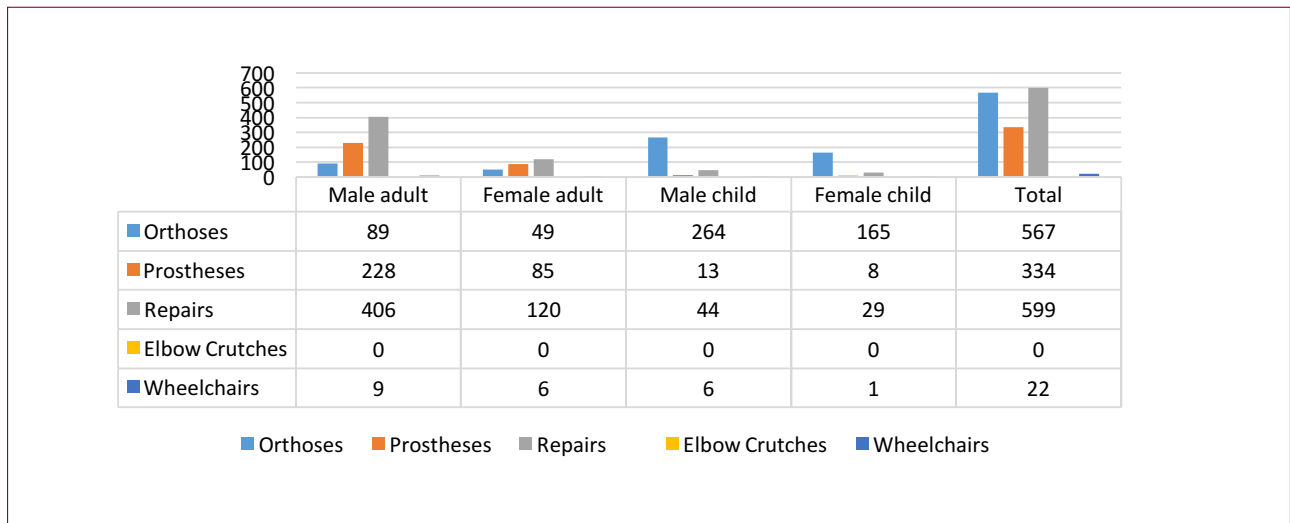 700
600
500
400
300
200
100
0
Male adult Female adult Male child Female child Total
Orthoses 89 49 264 165 567
Prostheses 228 85 13 8 334
Repairs 406 120 44 29 599
Elbow Crutches 0 0 0 0 0
Wheelchairs 9 6 6 1 22
Orthoses Prostheses Repairs Elbow Crutches Wheelchairs